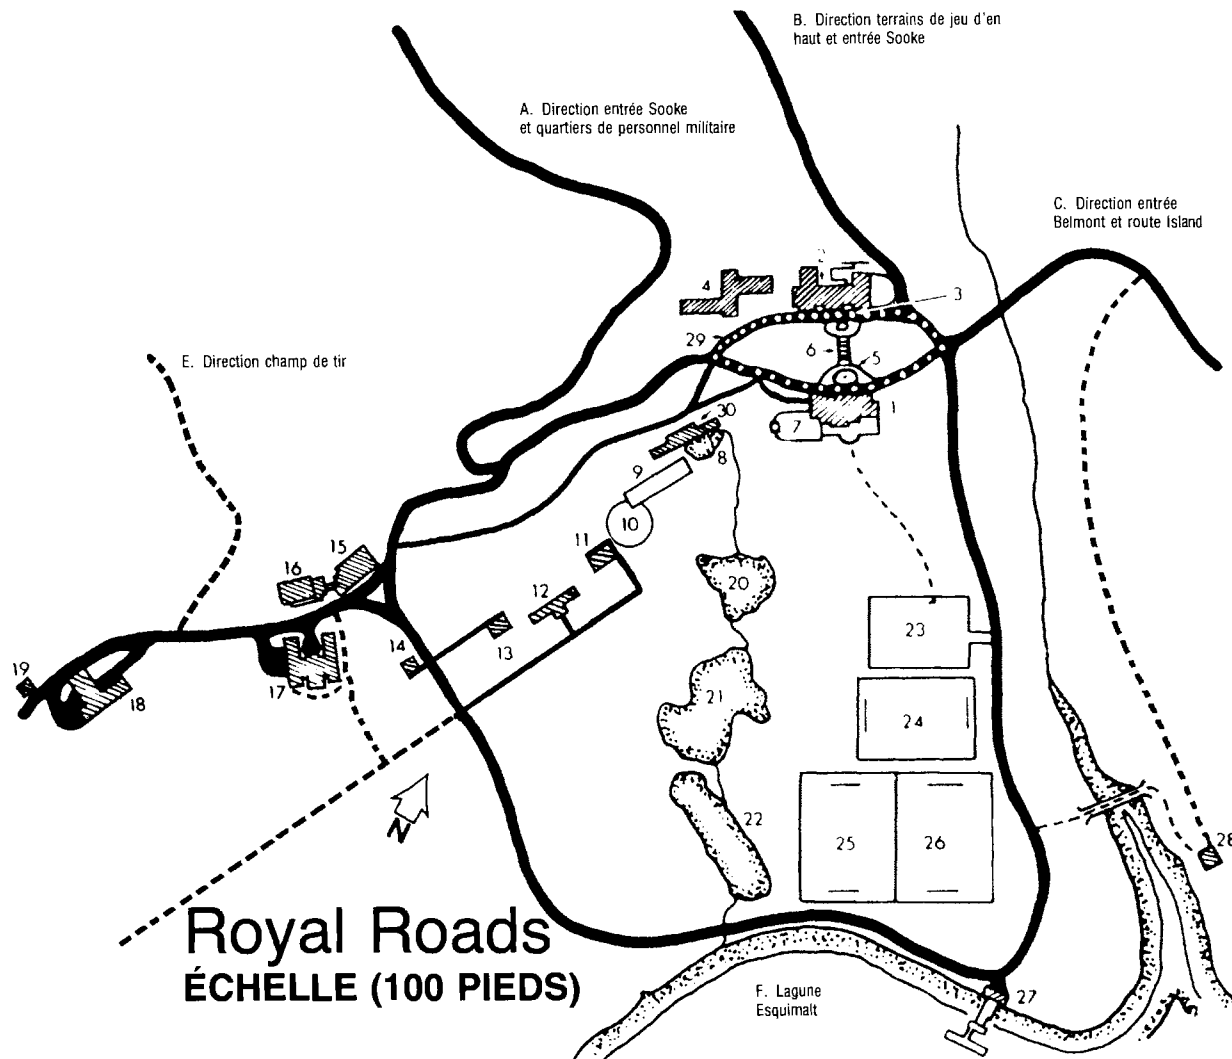 B. Direction terrains de jeu d'en
haut et entrée Sooke
A. Direction entrée Sooke
et quartiers de personnel militaire
C. Direction entrée
Belmont et route Island
2
4
3
29
6
5
E. Direction champ de tir
30
1
7
8
9
10
11
15
16
12
20
23
14
13
19
17
18
21
24
N
22
25
26
28
Royal Roads
ÉCHELLE (100 PIEDS)
F. Lagune
Esquimalt
27